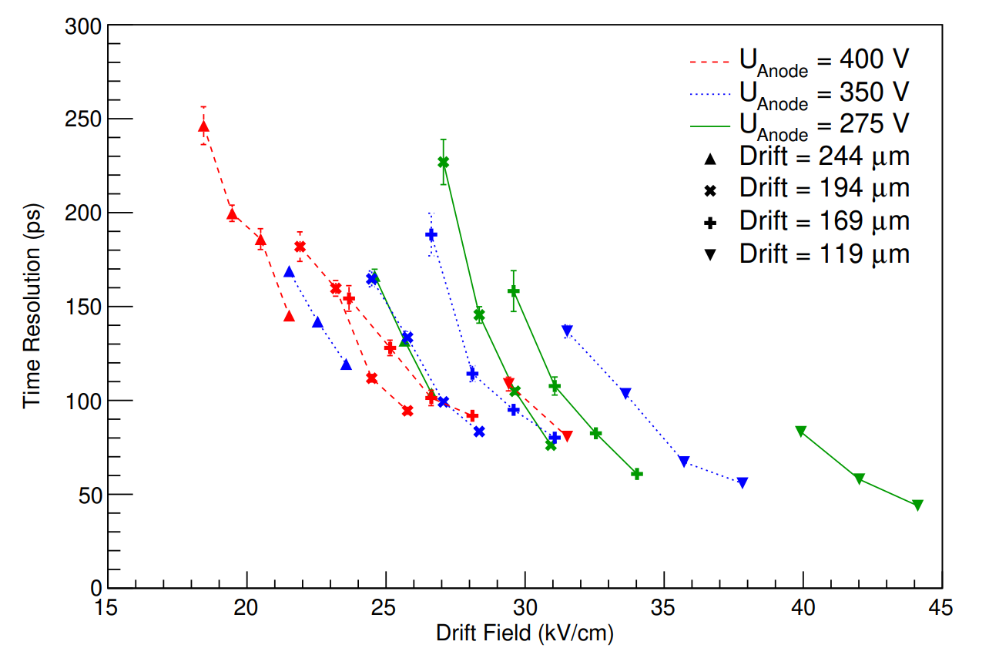 300
250
200
150
100
50
0
Time Resolution (ps)
U_Anode = 400 V
U_Anode = 350 V
U_Anode = 275 V
Drift = 244 μm
Drift = 194 μm
Drift = 169 μm
Drift = 119 μm
15 20 25 30 35 40 45
Drift Field (kV/cm)